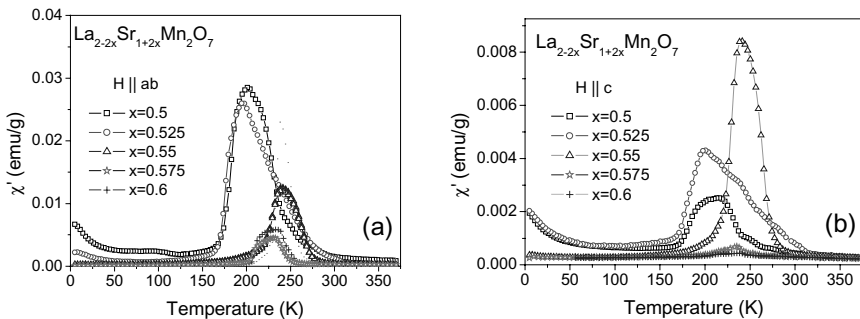 La2-2xSr1+2xMn2O7
H || ab
x=0.5
x=0.525
x=0.55
x=0.575
x=0.6
(a)
χ' (emu/g)
0.04
0.03
0.02
0.01
0.00
0 50 100 150 200 250 300 350
Temperature (K)
La2-2xSr1+2xMn2O7
H || c
x=0.5
x=0.525
x=0.55
x=0.575
x=0.6
(b)
χ' (emu/g)
0.008
0.006
0.004
0.002
0.000
0 50 100 150 200 250 300 350
Temperature (K)